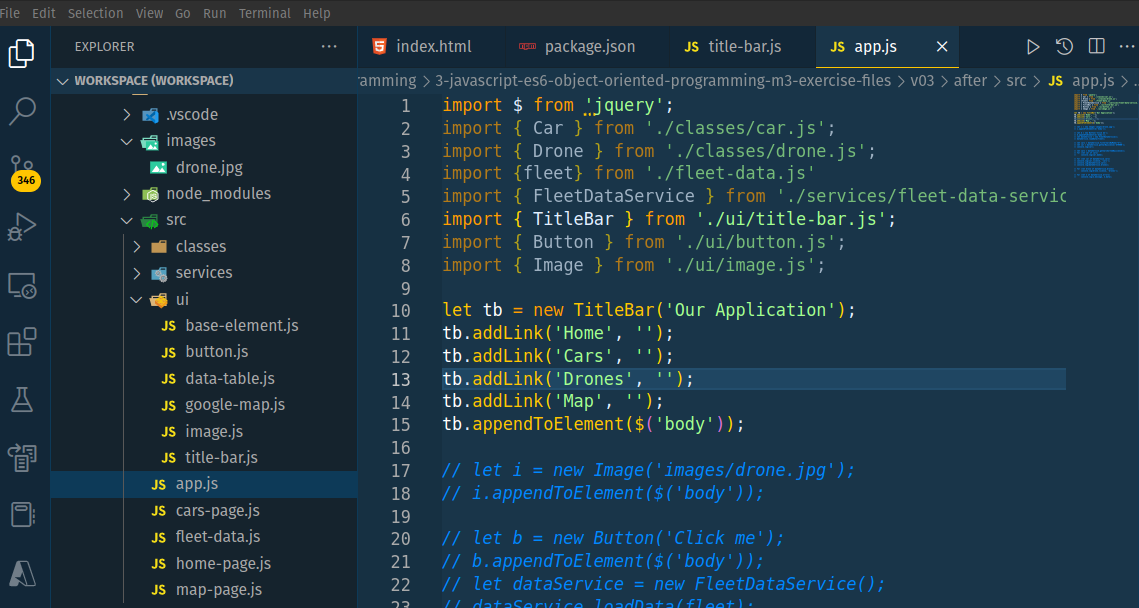 File Edit Selection View Go Run Terminal Help
EXPLORER
WORKSPACE (WORKSPACE)
.vscode
images
drone.jpg
node_modules
src
classes
services
ui
JS base-element.js
JS button.js
JS data-table.js
JS google-map.js
JS image.js
JS title-bar.js
JS app.js
JS cars-page.js
JS fleet-data.js
JS home-page.js
JS map-page.js
346
index.html
npm package.json
JS title-bar.js
JS app.js
ramming > 3-javascript-es6-object-oriented-programming-m3-exercise-files > v03 > after > src > JS app.js > ...
1 import $ from 'jquery';
2 import { Car } from './classes/car.js';
3 import { Drone } from './classes/drone.js';
4 import {fleet} from './fleet-data.js'
5 import { FleetDataService } from './services/fleet-data-servic
6 import { TitleBar } from './ui/title-bar.js';
7 import { Button } from './ui/button.js';
8 import { Image } from './ui/image.js';
9
10 let tb = new TitleBar('Our Application');
11 tb.addLink('Home', '');
12 tb.addLink('Cars', '');
13 tb.addLink('Drones', '');
14 tb.addLink('Map', '');
15 tb.appendToElement($('body'));
16
17 // let i = new Image('images/drone.jpg');
18 // i.appendToElement($('body'));
19
20 // let b = new Button('Click me');
21 // b.appendToElement($('body'));
22 // let dataService = new FleetDataService();
23 // dataService.loadData(fleet);